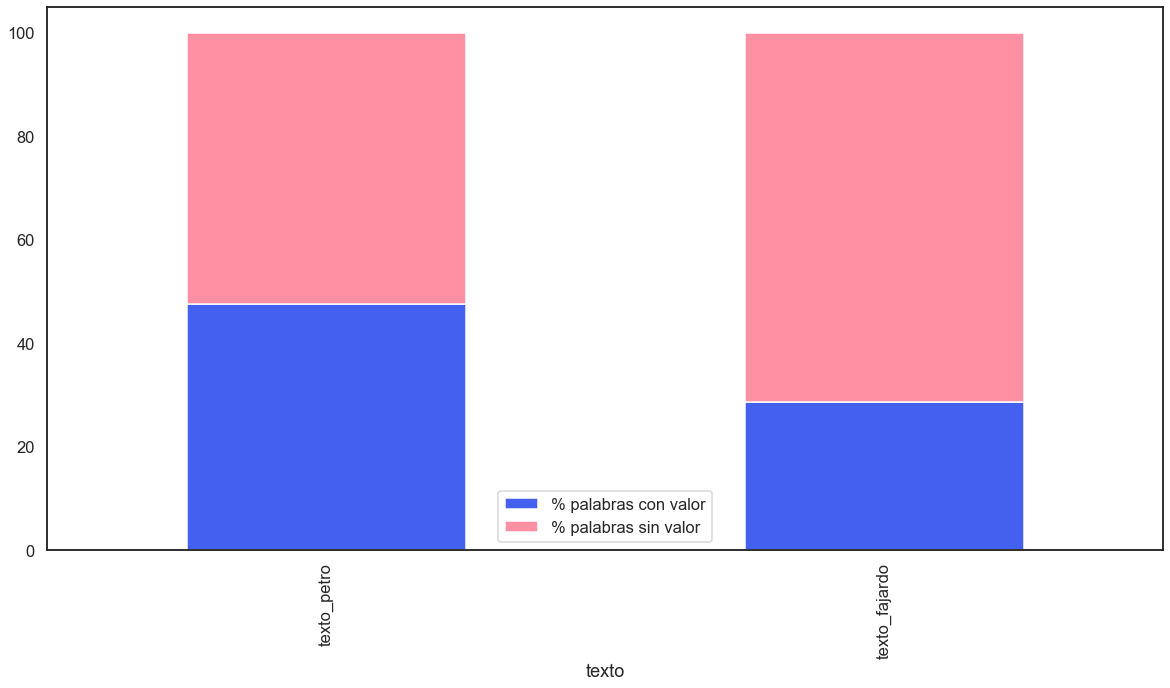 100
80
60
40
20
0
% palabras con valor
% palabras sin valor
texto_petro
texto_fajardo
texto